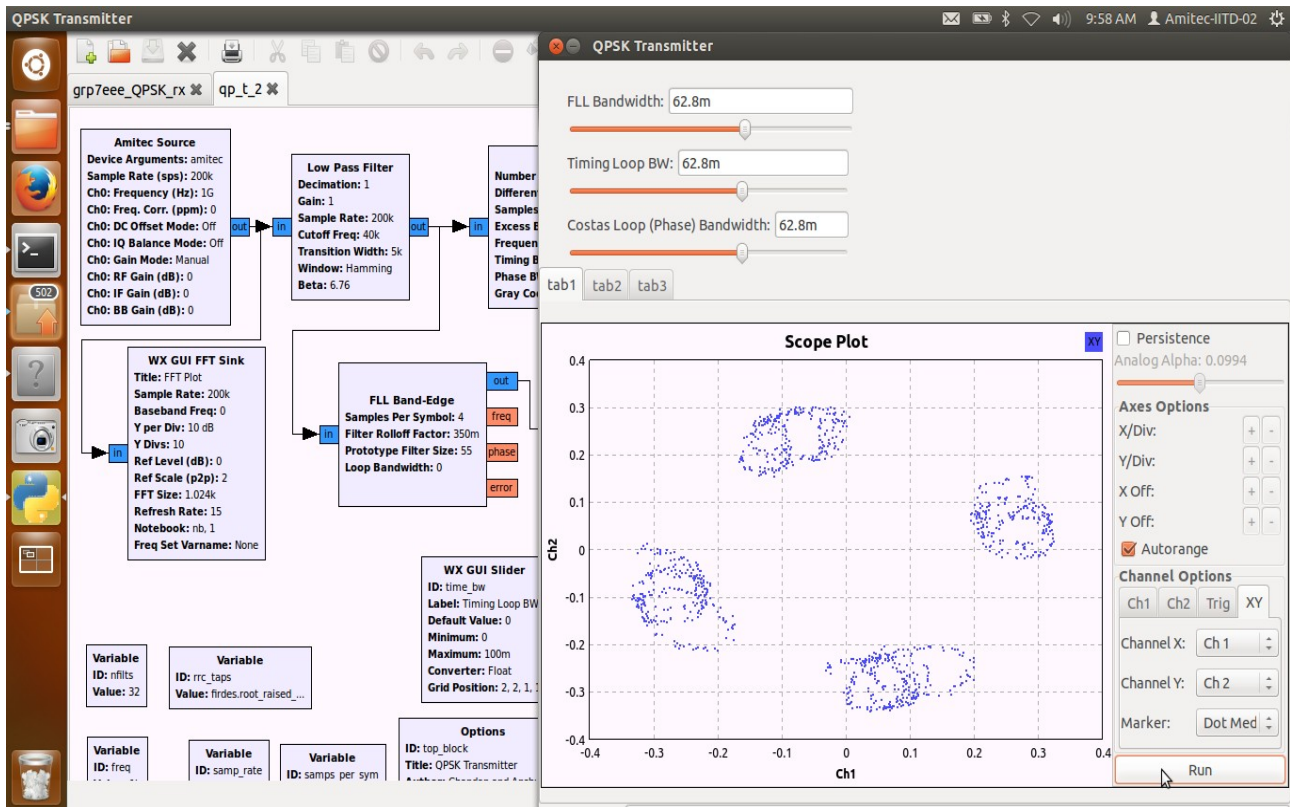 QPSK Transmitter
9:58 AM Amitec-IITD-02
502
grp7eee_QPSK_rx
qp_t_2
Amitec Source
Device Arguments: amitec
Sample Rate (sps): 200k
Ch0: Frequency (Hz): 1G
Ch0: Freq. Corr. (ppm): 0
Ch0: DC Offset Mode: Off
Ch0: IQ Balance Mode: Off
Ch0: Gain Mode: Manual
Ch0: RF Gain (dB): 0
Ch0: IF Gain (dB): 0
Ch0: BB Gain (dB): 0
out
in
Low Pass Filter
Decimation: 1
Gain: 1
Sample Rate: 200k
Cutoff Freq: 40k
Transition Width: 5k
Window: Hamming
Beta: 6.76
out
in
Number
Different
Samples
Excess B
Frequen
Timing B
Phase BW
Gray Cod
in
WX GUI FFT Sink
Title: FFT Plot
Sample Rate: 200k
Baseband Freq: 0
Y per Div: 10 dB
Y Divs: 10
Ref Level (dB): 0
Ref Scale (p2p): 2
FFT Size: 1.024k
Refresh Rate: 15
Notebook: nb, 1
Freq Set Varname: None
in
FLL Band-Edge
Samples Per Symbol: 4
Filter Rolloff Factor: 350m
Prototype Filter Size: 55
Loop Bandwidth: 0
out
freq
phase
error
WX GUI Slider
ID: time_bw
Label: Timing Loop BW
Default Value: 0
Minimum: 0
Maximum: 100m
Converter: Float
Grid Position: 2, 2, 1, 1
Variable
ID: nfilts
Value: 32
Variable
ID: rrc_taps
Value: firdes.root_raised_...
Variable
ID: freq
Variable
ID: samp_rate
Variable
ID: samps_per_sym
Options
ID: top_block
Title: QPSK Transmitter
QPSK Transmitter
FLL Bandwidth: 62.8m
Timing Loop BW: 62.8m
Costas Loop (Phase) Bandwidth: 62.8m
tab1 tab2 tab3
Scope Plot
XY
0.4
0.3
0.2
0.1
0
-0.1
-0.2
-0.3
-0.4
Ch2
-0.4 -0.3 -0.2 -0.1 0 0.1 0.2 0.3 0.4
Ch1
Persistence
Analog Alpha: 0.0994
Axes Options
X/Div: + -
Y/Div: + -
X Off: + -
Y Off: + -
Autorange
Channel Options
Ch1 Ch2 Trig XY
Channel X: Ch 1
Channel Y: Ch 2
Marker: Dot Med
Run